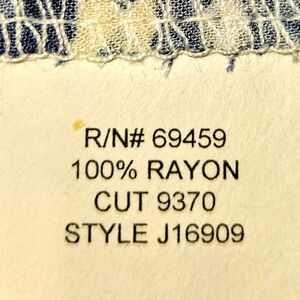 R/N# 69459
100% RAYON
CUT 9370
STYLE J16909